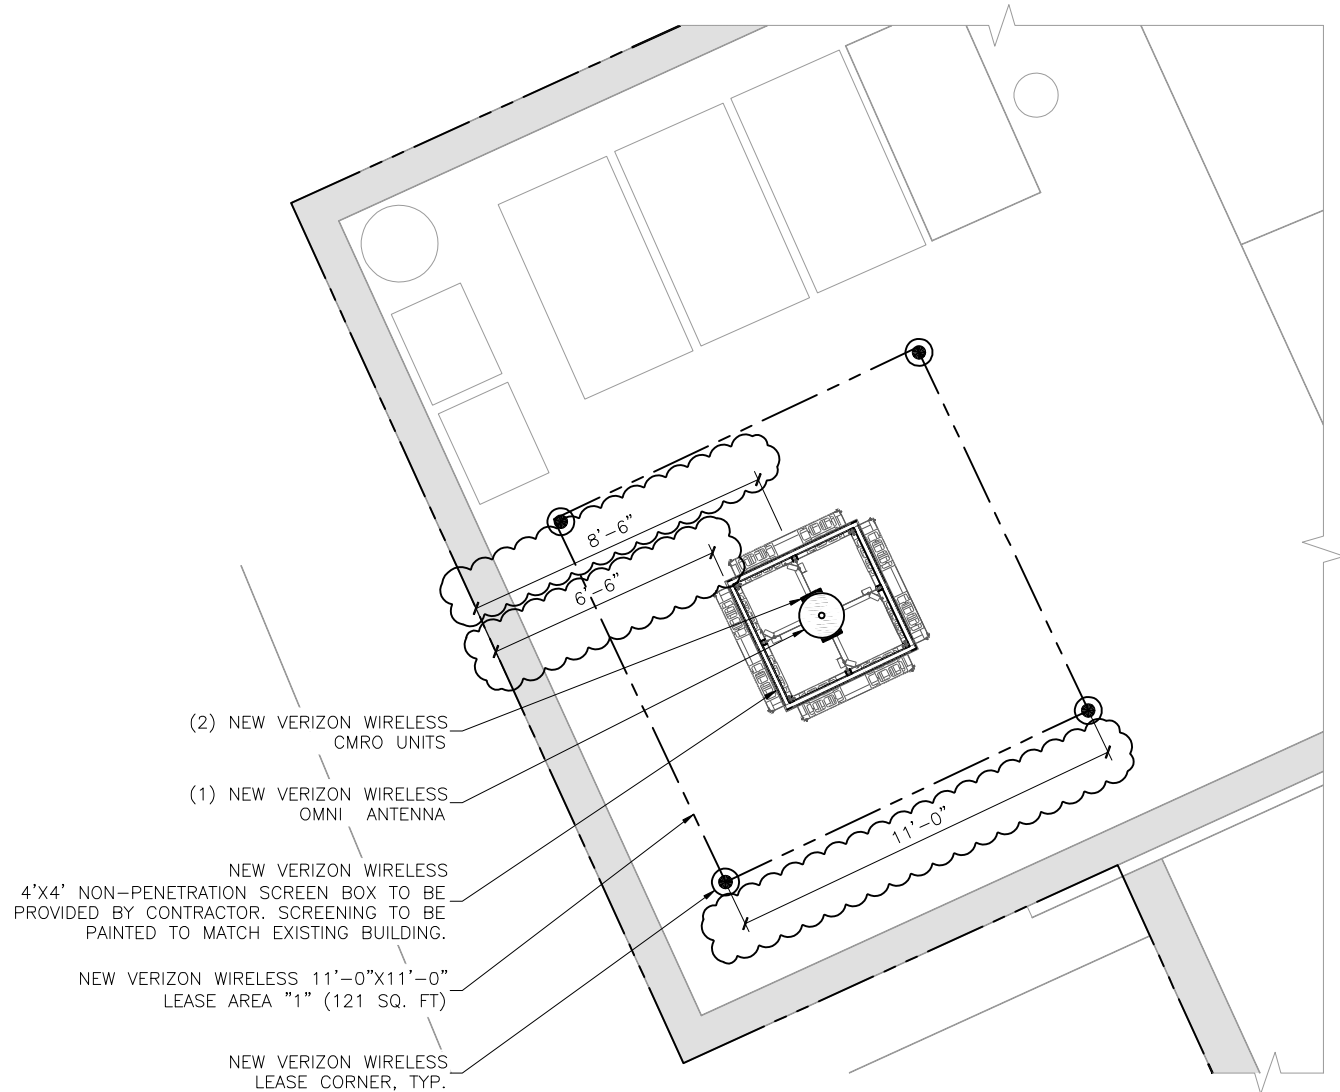 8'-6"
6'-6"
(2) NEW VERIZON WIRELESS
CMRO UNITS
(1) NEW VERIZON WIRELESS
OMNI ANTENNA
11'-0"
NEW VERIZON WIRELESS
4'X4' NON-PENETRATION SCREEN BOX TO BE
PROVIDED BY CONTRACTOR. SCREENING TO BE
PAINTED TO MATCH EXISTING BUILDING.
NEW VERIZON WIRELESS 11'-0"X11'-0"
LEASE AREA "1" (121 SQ. FT)
NEW VERIZON WIRELESS
LEASE CORNER, TYP.